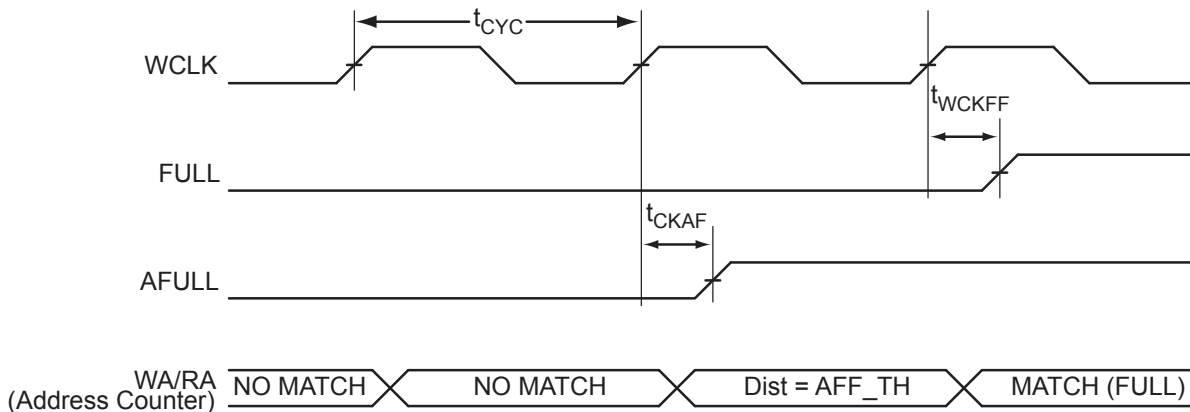 tCYC
WCLK
tWCKFF
FULL
tCKAF
AFULL
WA/RA
(Address Counter)
NO MATCH
NO MATCH
Dist = AFF_TH
MATCH (FULL)